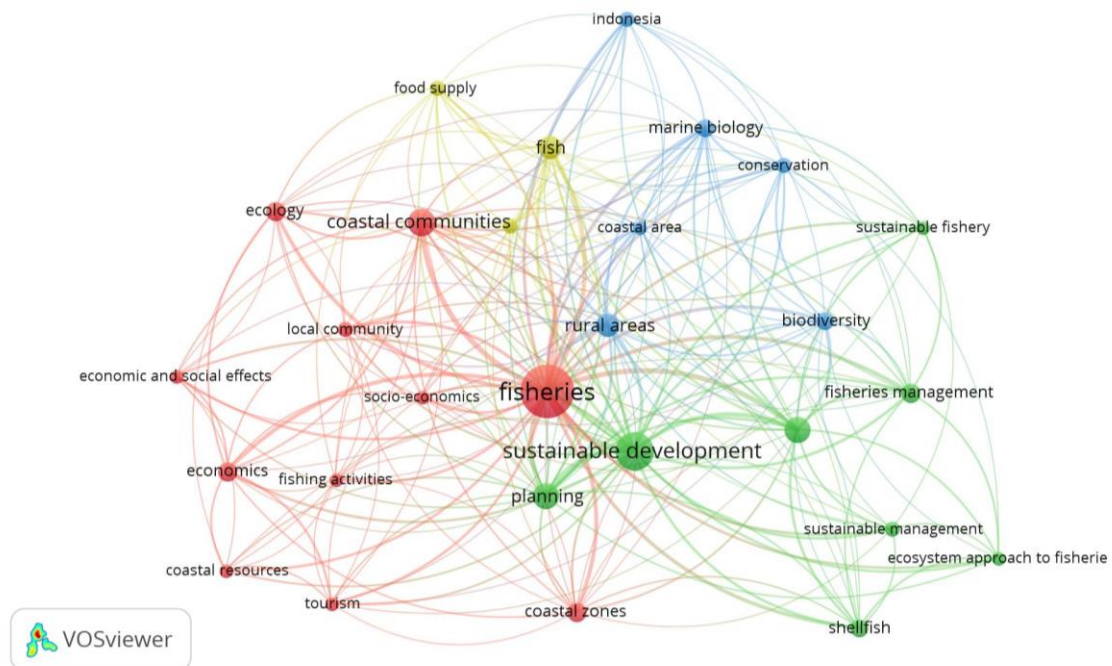 indonesia
food supply
marine biology
fish
conservation
ecology
coastal communities
coastal area
sustainable fishery
rural areas
biodiversity
local community
economic and social effects
fisheries
fisheries management
socio-economics
sustainable development
economics
fishing activities
planning
sustainable management
ecosystem approach to fisherie
coastal resources
tourism
coastal zones
shellfish
VOSviewer